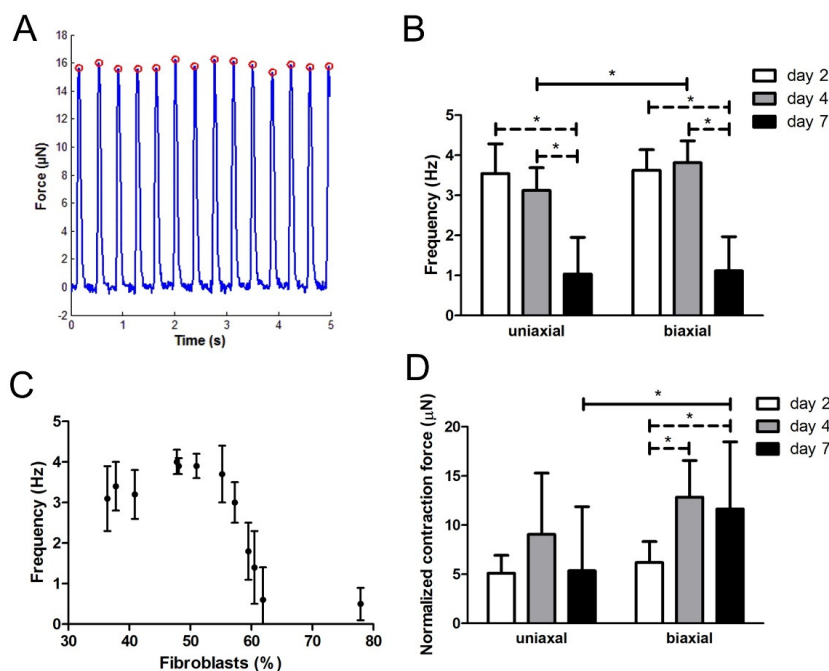 A
18
16
14
12
10
8
6
4
2
0
-2
Force (µN)
0 1 2 3 4 5
Time (s)
B
day 2
day 4
day 7
*
* *
* *
5
4
3
2
1
0
Frequency (Hz)
uniaxial biaxial
C
5
4
3
2
1
0
Frequency (Hz)
30 40 50 60 70 80
Fibroblasts (%)
D
day 2
day 4
day 7
*
*
*
20
15
10
5
0
Normalized contraction force (µN)
uniaxal biaxial